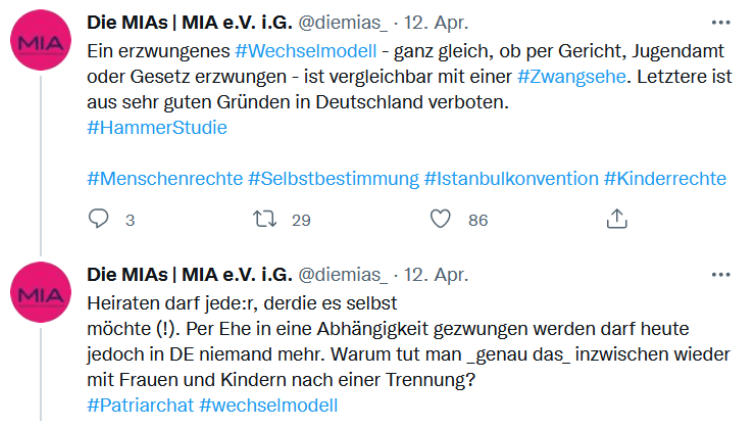 Die MIAs | MIA e.V. i.G. @diemias_ · 12. Apr.
MIA
Ein erzwungenes #Wechselmodell - ganz gleich, ob per Gericht, Jugendamt
oder Gesetz erzwungen - ist vergleichbar mit einer #Zwangsehe. Letztere ist
aus sehr guten Gründen in Deutschland verboten.
#HammerStudie
#Menschenrechte #Selbstbestimmung #Istanbulkonvention #Kinderrechte
3 29 86
Die MIAs | MIA e.V. i.G. @diemias_ · 12. Apr.
MIA
Heiraten darf jede:r, derdie es selbst
möchte (!). Per Ehe in eine Abhängigkeit gezwungen werden darf heute
jedoch in DE niemand mehr. Warum tut man _genau das_ inzwischen wieder
mit Frauen und Kindern nach einer Trennung?
#Patriarchat #wechselmodell